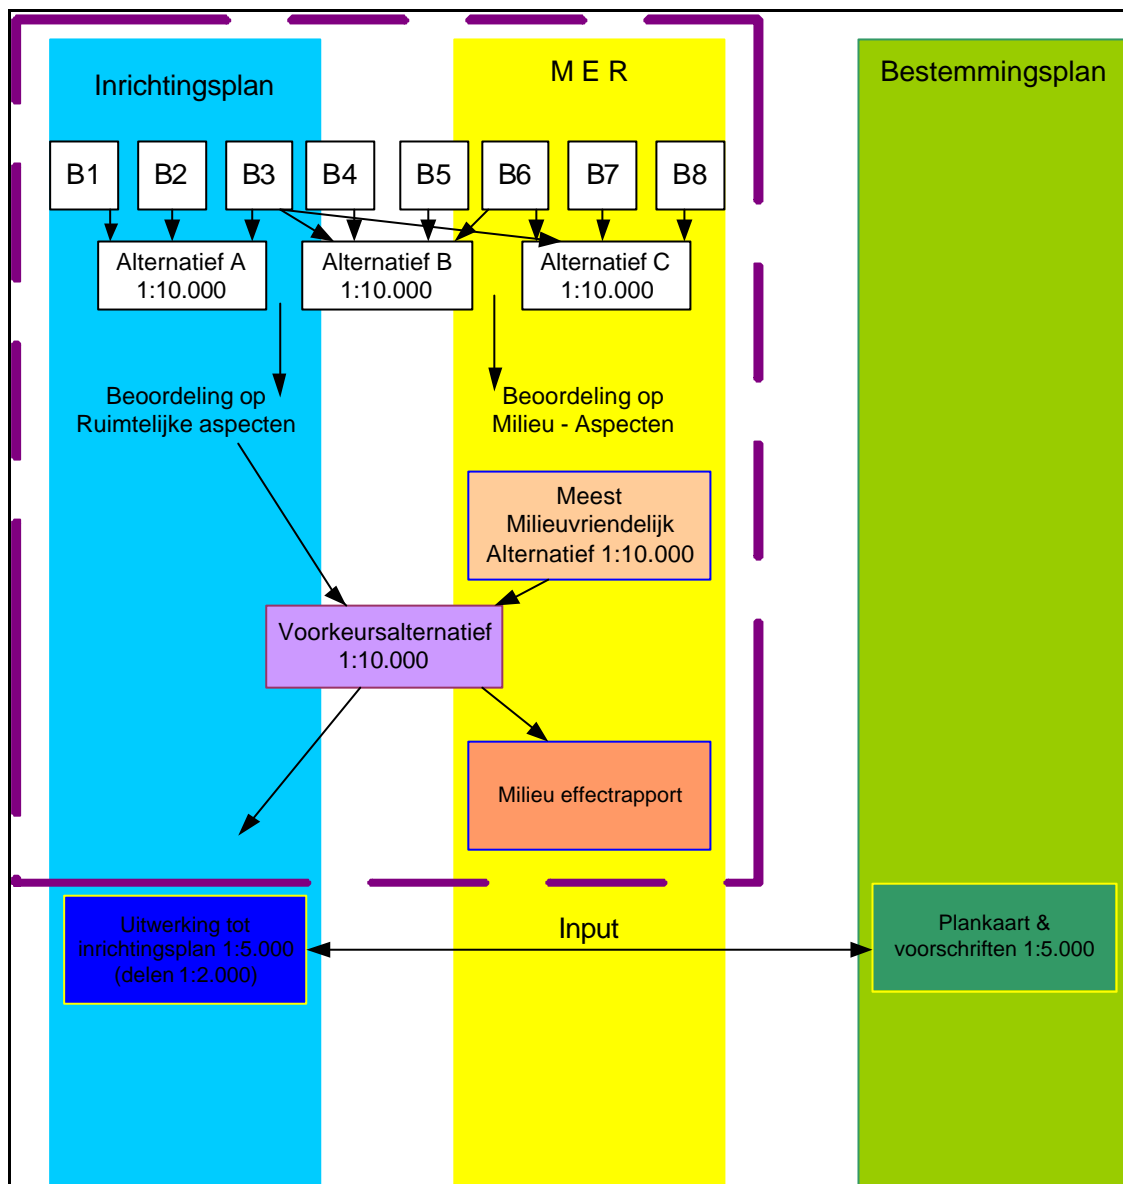 Inrichtingsplan
M E R
Bestemmingsplan
B1 B2 B3 B4 B5 B6 B7 B8
Alternatief A
1:10.000
Alternatief B
1:10.000
Alternatief C
1:10.000
Beoordeling op
Ruimtelijke aspecten
Beoordeling op
Milieu - Aspecten
Meest
Milieuvriendelijk
Alternatief 1:10.000
Voorkeursalternatief
1:10.000
Milieu effectrapport
Uitwerking tot
inrichtingsplan 1:5.000
(delen 1:2.000)
Input
Plankaart &
voorschriften 1:5.000